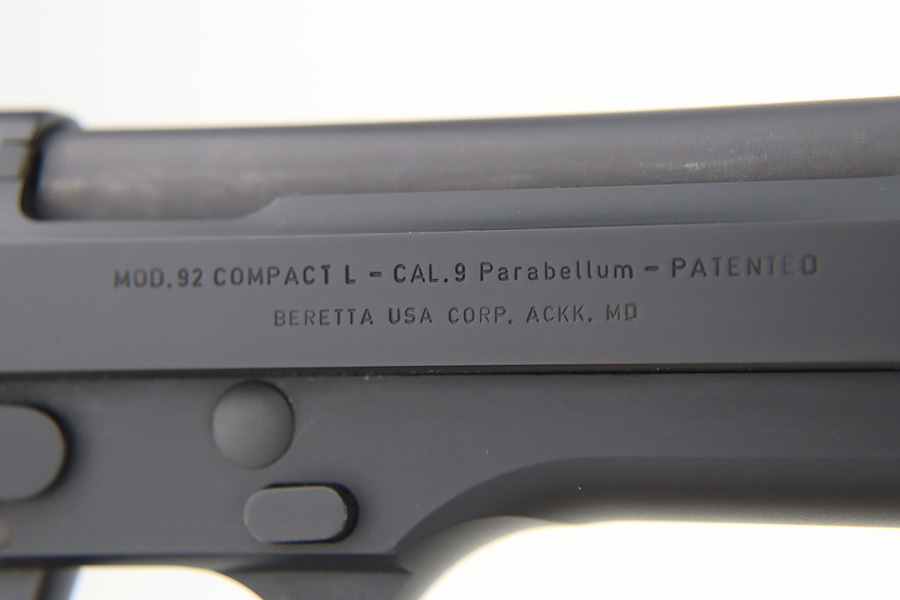 MOD.92 COMPACT L - CAL.9 Parabellum - PATENTED
BERETTA USA CORP. ACKK. MD